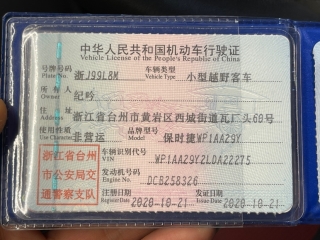 中华人民共和国机动车行驶证
Vehicle License of the People's Republic of China
号牌号码 Plate No. 浙J99L8M 车辆类型 Vehicle Type 小型越野客车
所有人 Owner 纪吟
住址 Address 浙江省台州市黄岩区西城街道瓦厂头60号
使用性质 Use Character 非营运 品牌型号 Model 保时捷WP1AA29Y
浙江省台州市公安局交通警察支队
车辆识别代号 VIN WP1AA29Y2LDA22275
发动机号码 Engine No. DCB258326
注册日期 Register Date 2020-10-21 发证日期 Issue Date 2020-10-21